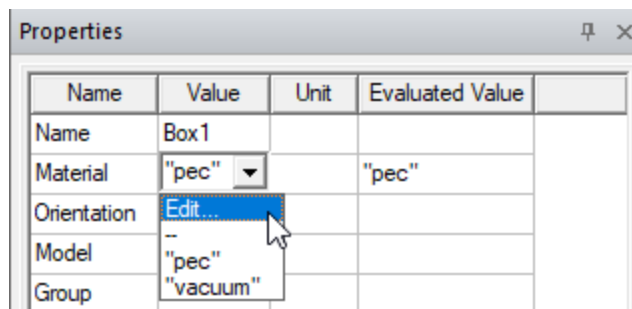 Properties
Name Value Unit Evaluated Value
Name Box1
Material "pec" "pec"
Orientation Edit...
--
Model "pec"
Group "vacuum"